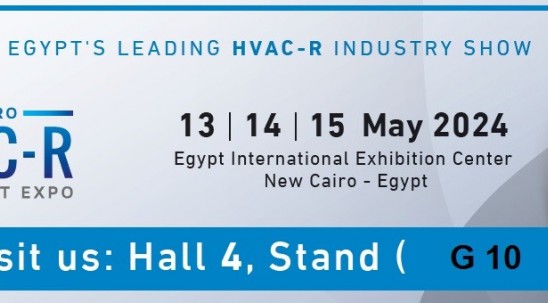 EGYPT'S LEADING HVAC-R INDUSTRY SHOW
RO
C-R
T EXPO
13 | 14 | 15 May 2024
Egypt International Exhibition Center
New Cairo - Egypt
sit us: Hall 4, Stand ( G 10